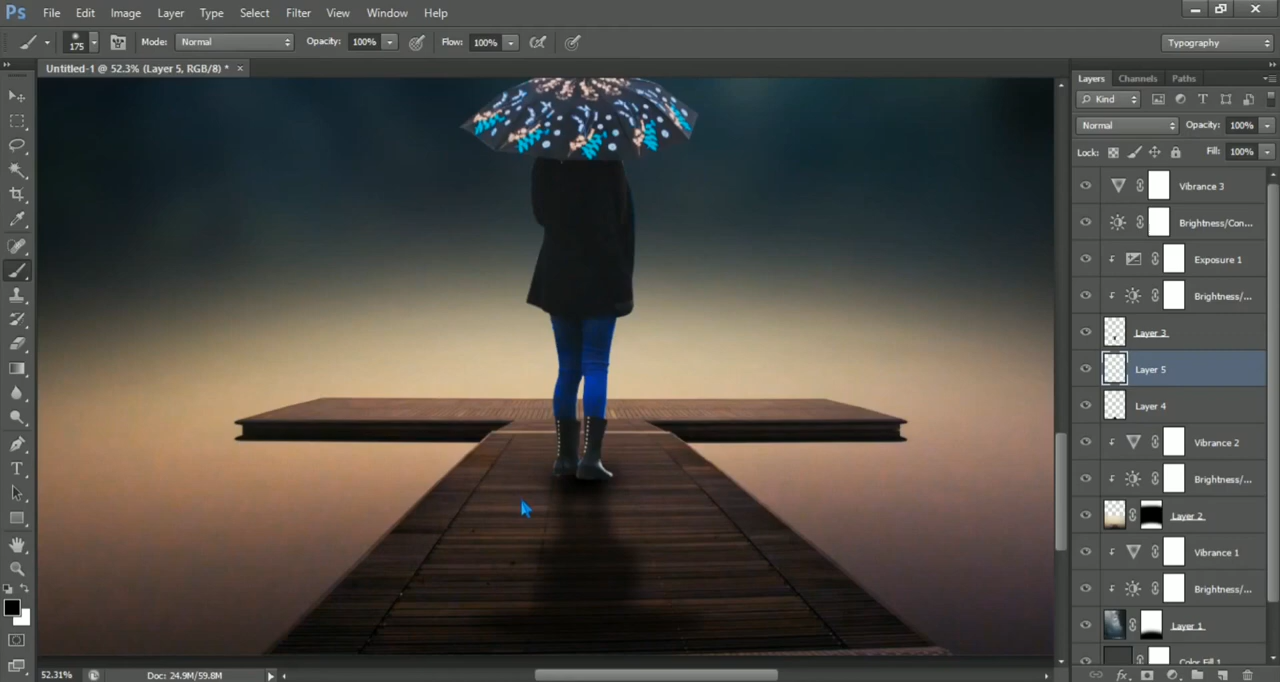 Ps File Edit Image Layer Type Select Filter View Window Help
175 Mode: Normal Opacity: 100% Flow: 100% Typography
Untitled-1 @ 52.3% (Layer 5, RGB/8) * ×
Layers Channels Paths
Kind
Normal Opacity: 100%
Lock: Fill: 100%
Vibrance 3
Brightness/Con...
Exposure 1
Brightness/...
Layer 3
Layer 5
Layer 4
Vibrance 2
Brightness/...
Layer 2
Vibrance 1
Brightness/...
Layer 1
Color Fill 1
52.31% Doc: 24.9M/59.8M
fx